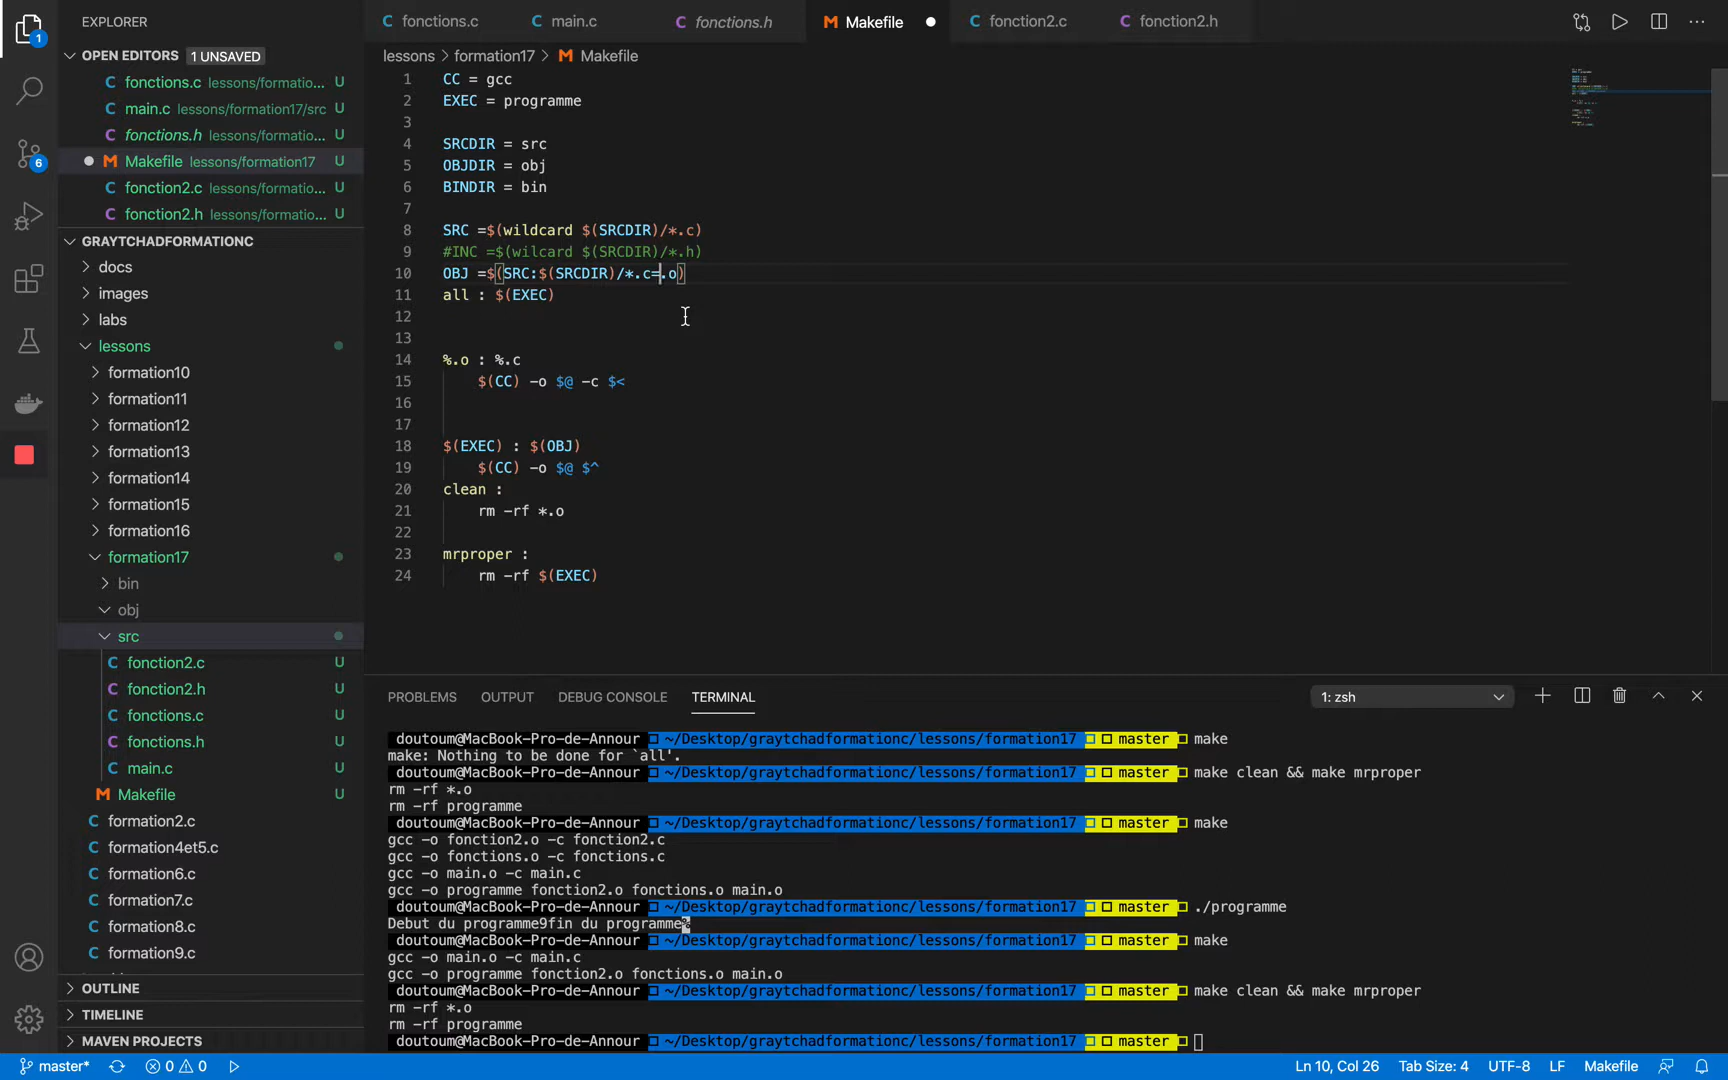 EXPLORER
fonctions.c
main.c
fonctions.h
Makefile
fonction2.c
fonction2.h
1
OPEN EDITORS 1 UNSAVED
fonctions.c lessons/formation17... U
main.c lessons/formation17/src U
fonctions.h lessons/formatio... U
Makefile lessons/formation17 U
fonction2.c lessons/formatio... U
fonction2.h lessons/formatio... U
6
GRAYTCHADFORMATIONC
docs
images
labs
lessons
formation10
formation11
formation12
formation13
formation14
formation15
formation16
formation17
bin
obj
src
fonction2.c U
fonction2.h U
fonctions.c U
fonctions.h U
main.c U
Makefile U
formation2.c
formation4et5.c
formation6.c
formation7.c
formation8.c
formation9.c
OUTLINE
TIMELINE
MAVEN PROJECTS
lessons > formation17 > Makefile
1 CC = gcc
2 EXEC = programme
3
4 SRCDIR = src
5 OBJDIR = obj
6 BINDIR = bin
7
8 SRC =$(wildcard $(SRCDIR)/*.c)
9 #INC =$(wilcard $(SRCDIR)/*.h)
10 OBJ =$(SRC:$(SRCDIR)/*.c=.o)
11 all : $(EXEC)
12
13
14 %.o : %.c
15 $(CC) -o $@ -c $<
16
17
18 $(EXEC) : $(OBJ)
19 $(CC) -o $@ $^
20 clean :
21 rm -rf *.o
22
23 mrproper :
24 rm -rf $(EXEC)
PROBLEMS OUTPUT DEBUG CONSOLE TERMINAL 1: zsh
doutoum@MacBook-Pro-de-Annour ~/Desktop/graytchadformationc/lessons/formation17 master make
make: Nothing to be done for `all'.
doutoum@MacBook-Pro-de-Annour ~/Desktop/graytchadformationc/lessons/formation17 master make clean && make mrproper
rm -rf *.o
rm -rf programme
doutoum@MacBook-Pro-de-Annour ~/Desktop/graytchadformationc/lessons/formation17 master make
gcc -o fonction2.o -c fonction2.c
gcc -o fonctions.o -c fonctions.c
gcc -o main.o -c main.c
gcc -o programme fonction2.o fonctions.o main.o
doutoum@MacBook-Pro-de-Annour ~/Desktop/graytchadformationc/lessons/formation17 master ./programme
Debut du programme9fin du programme%
doutoum@MacBook-Pro-de-Annour ~/Desktop/graytchadformationc/lessons/formation17 master make
gcc -o main.o -c main.c
gcc -o programme fonction2.o fonctions.o main.o
doutoum@MacBook-Pro-de-Annour ~/Desktop/graytchadformationc/lessons/formation17 master make clean && make mrproper
rm -rf *.o
rm -rf programme
doutoum@MacBook-Pro-de-Annour ~/Desktop/graytchadformationc/lessons/formation17 master
master* 0 0 Ln 10, Col 26 Tab Size: 4 UTF-8 LF Makefile